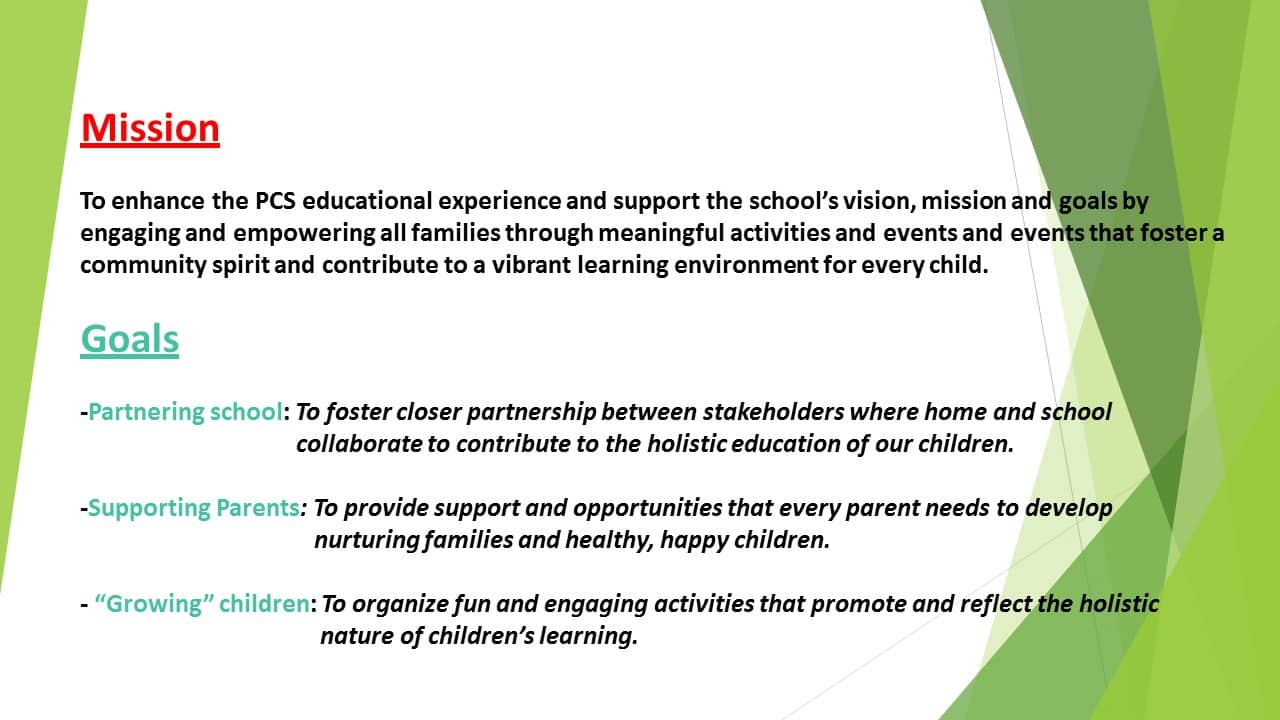 Mission
To enhance the PCS educational experience and support the school’s vision, mission and goals by
engaging and empowering all families through meaningful activities and events and events that foster a
community spirit and contribute to a vibrant learning environment for every child.
Goals
-Partnering school: To foster closer partnership between stakeholders where home and school
collaborate to contribute to the holistic education of our children.
-Supporting Parents: To provide support and opportunities that every parent needs to develop
nurturing families and healthy, happy children.
- “Growing” children: To organize fun and engaging activities that promote and reflect the holistic
nature of children’s learning.